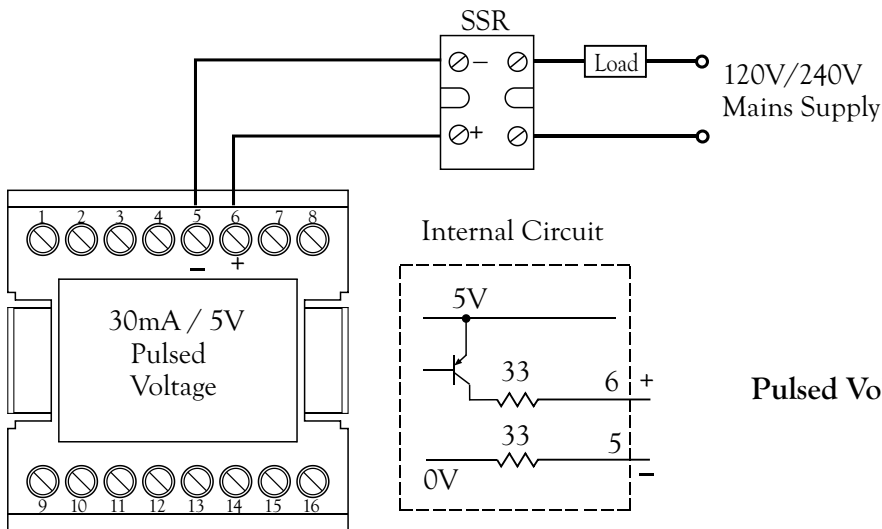 SSR
−
Load
120V/240V
Mains Supply
+
1 2 3 4 5 6 7 8
− +
30mA / 5V
Pulsed
Voltage
9 10 11 12 13 14 15 16
Internal Circuit
5V
33
6 +
33
5
0V −
Pulsed Vo